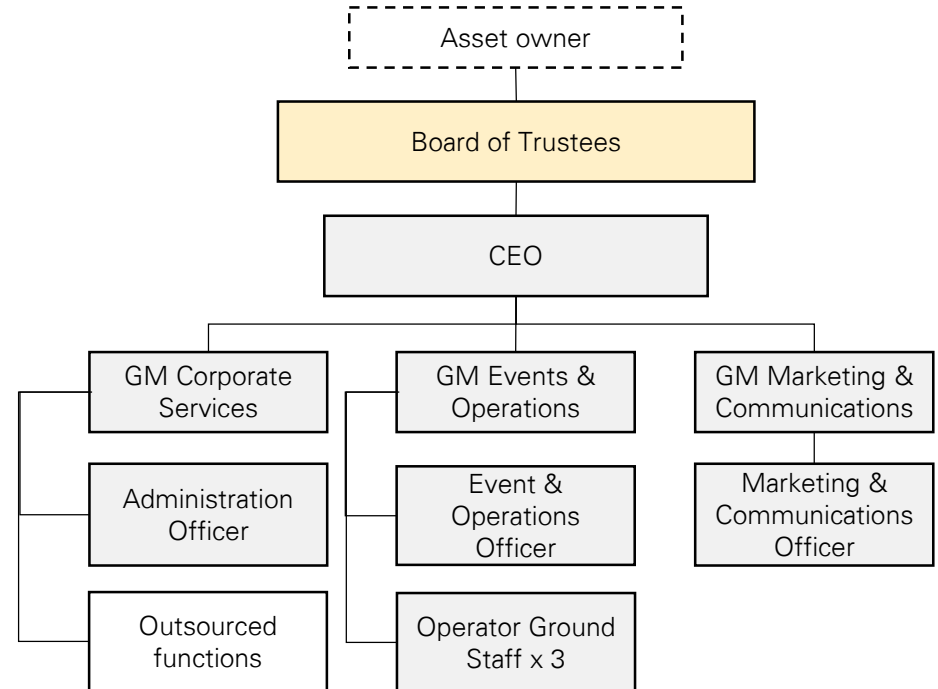 Asset owner
Board of Trustees
CEO
GM Corporate
Services
GM Events &
Operations
GM Marketing &
Communications
Administration
Officer
Event &
Operations
Officer
Marketing &
Communications
Officer
Outsourced
functions
Operator Ground
Staff x 3